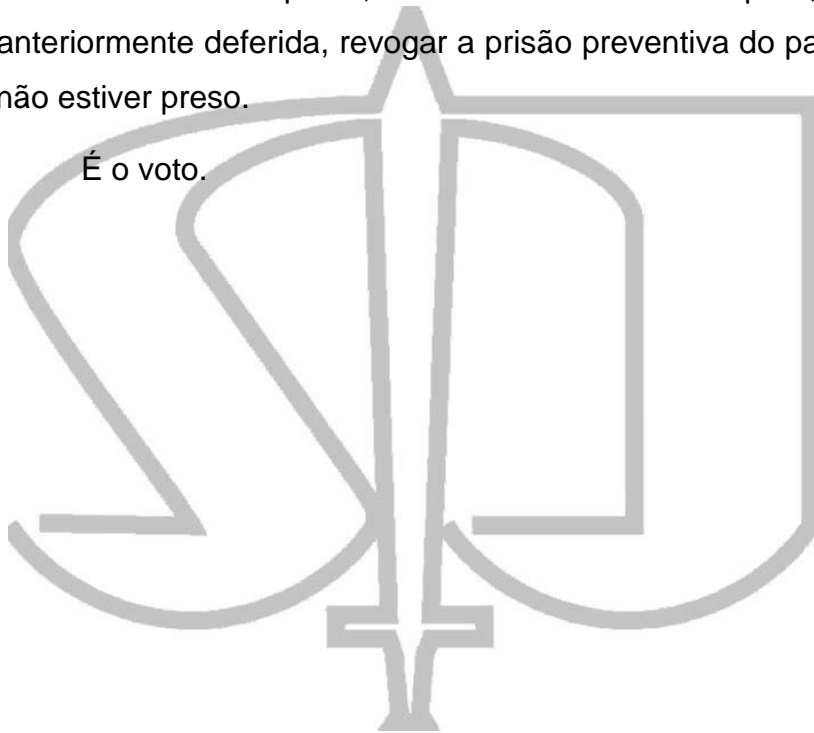 anteriormente deferida, revogar a prisão preventiva do pa
não estiver preso.
É o voto.